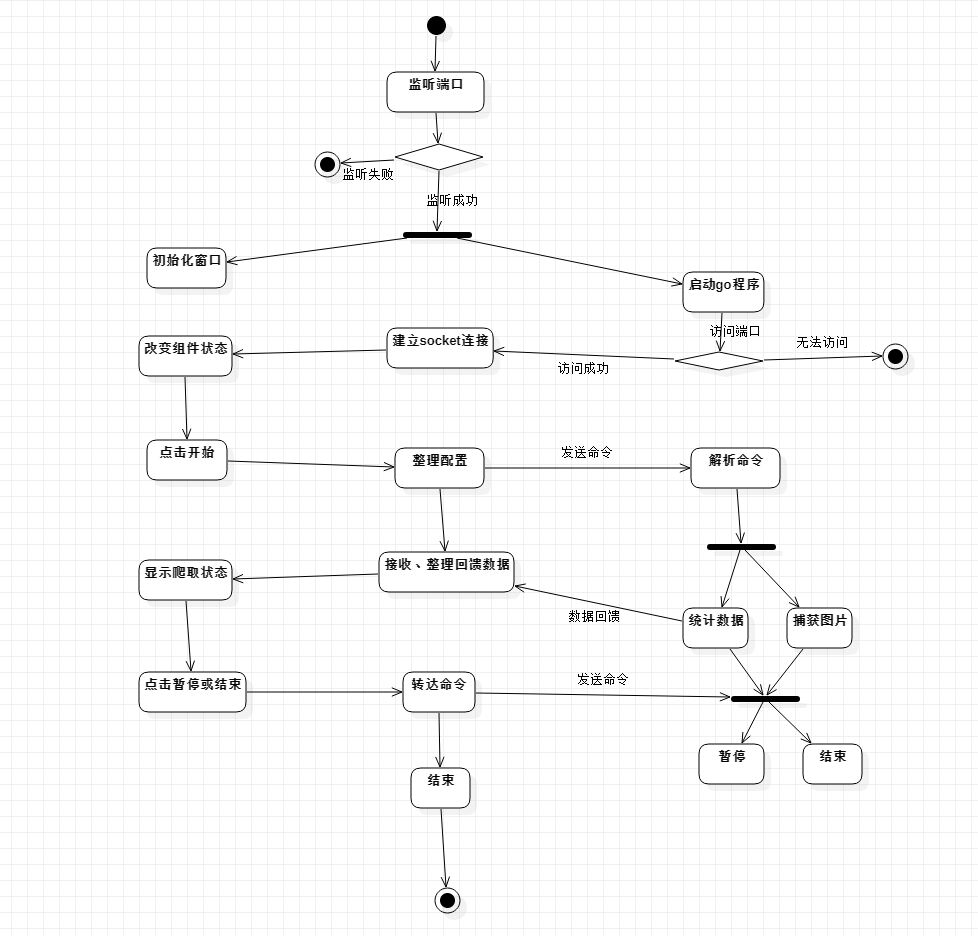 监听端口
监听失败
监听成功
初始化窗口
启动go程序
访问端口
改变组件状态
建立socket连接
访问成功
无法访问
点击开始
整理配置
发送命令
解析命令
显示爬取状态
接收、整理回馈数据
数据回馈
统计数据
捕获图片
点击暂停或结束
转达命令
发送命令
暂停
结束
结束